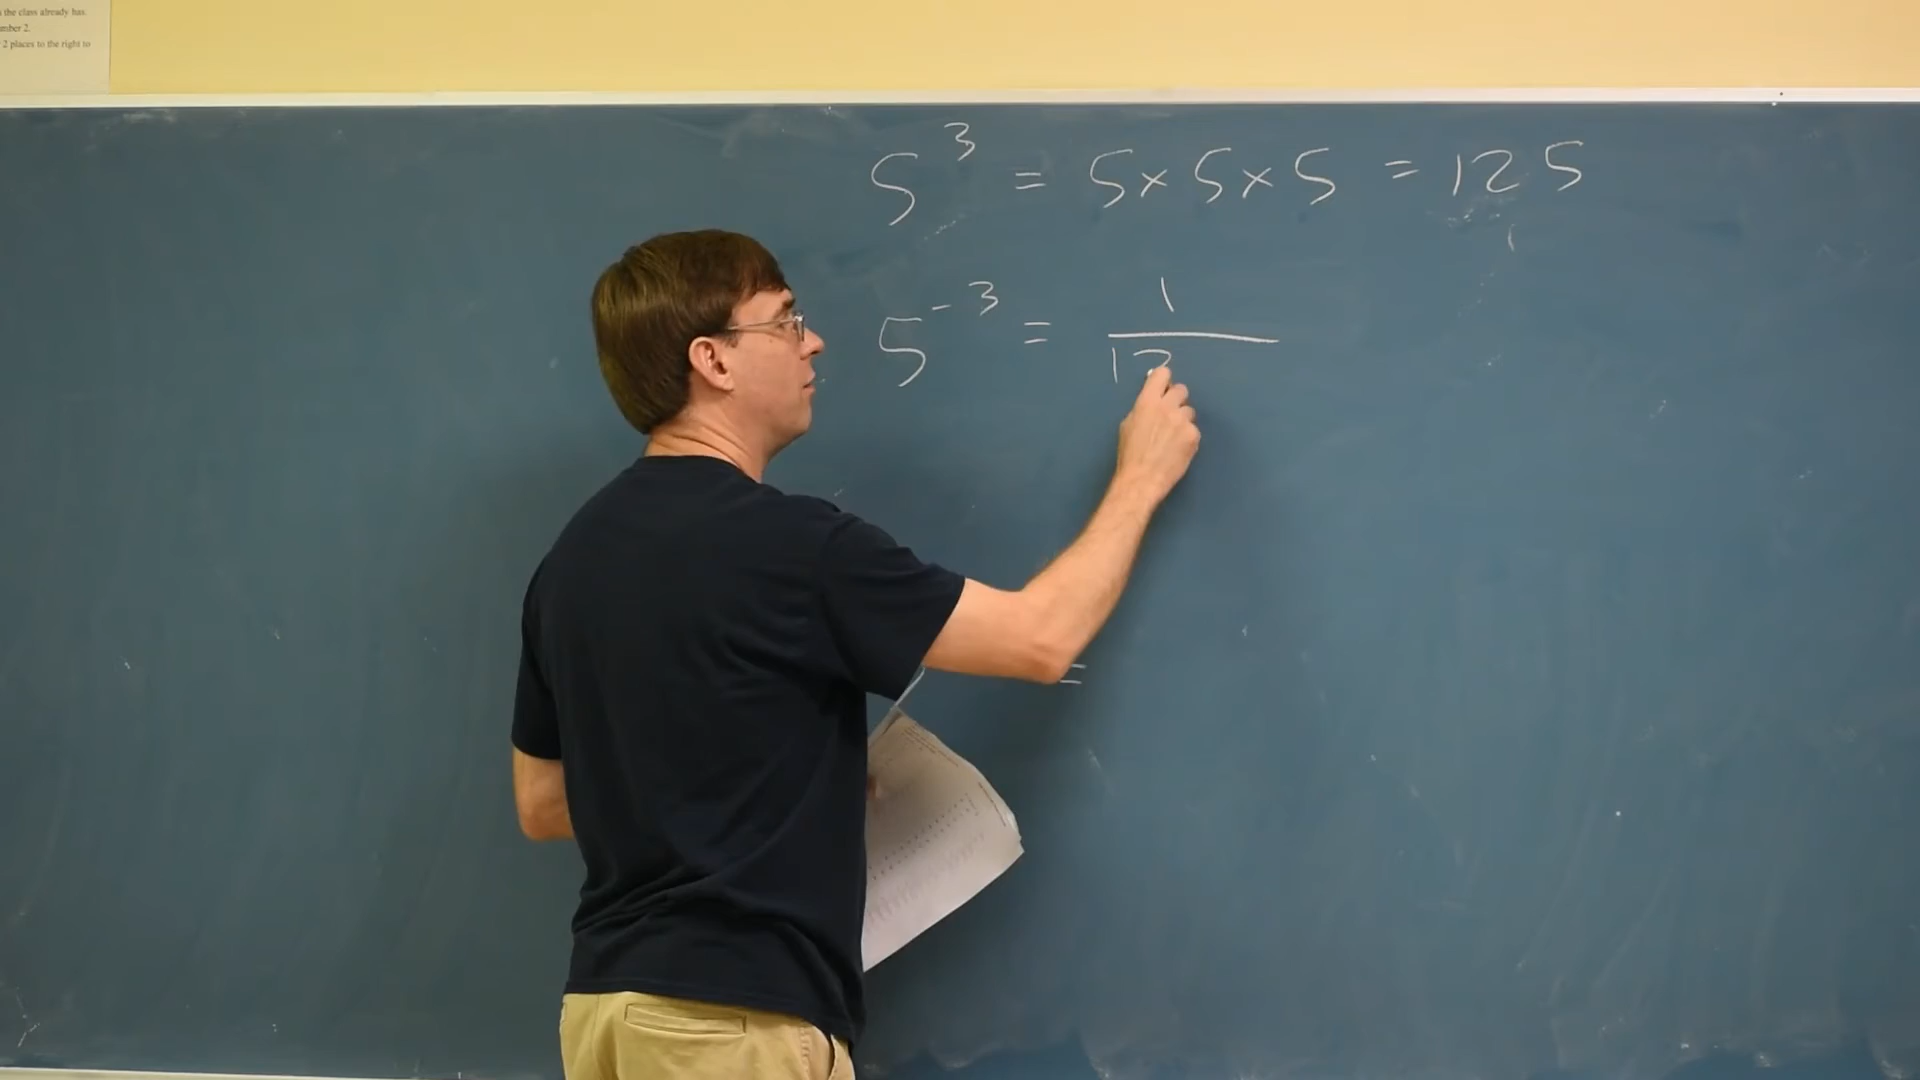 the class already has
2.
2 places to the right to
5³ = 5×5×5 = 125
5⁻³ = 1/12
=